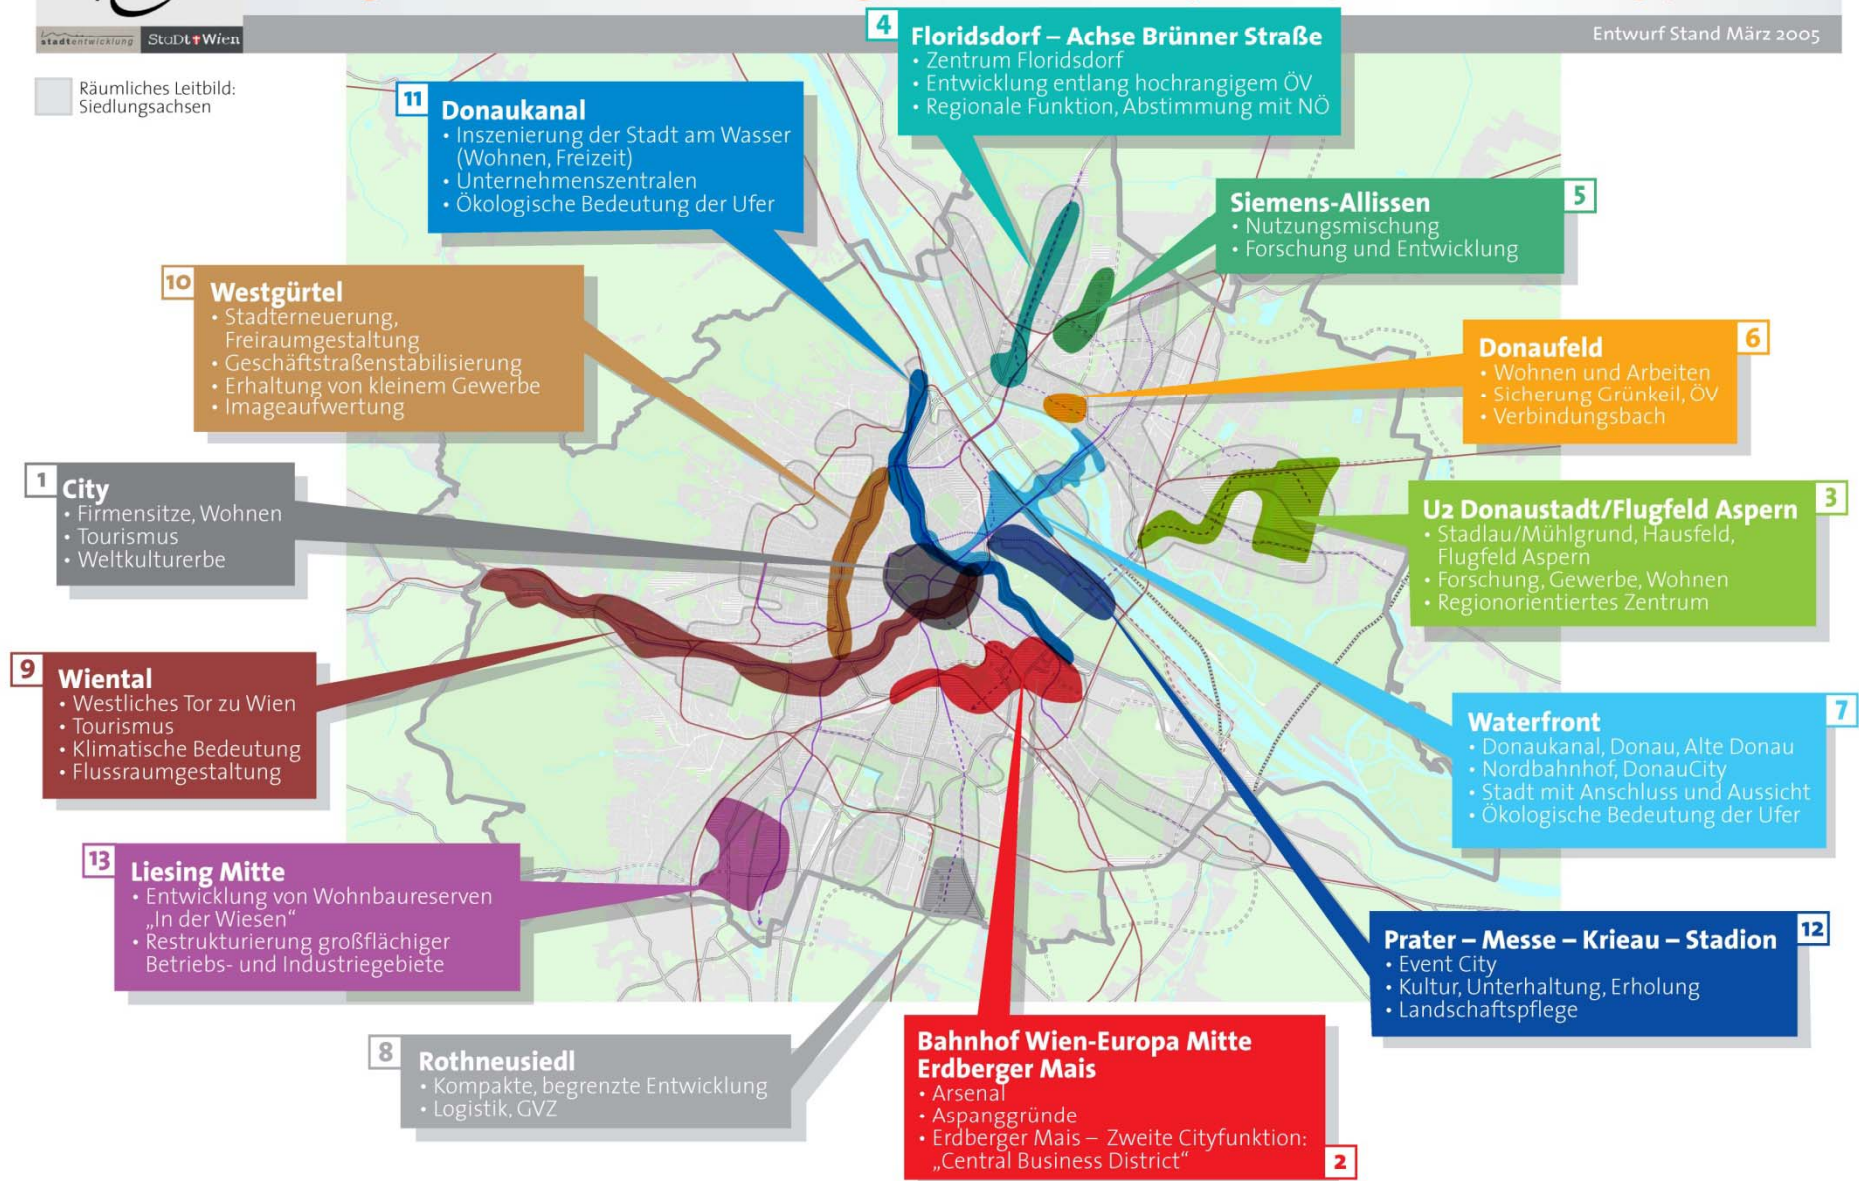 stadtentwicklung StaDt Wien
Entwurf Stand März 2005
Räumliches Leitbild:
Siedlungsachsen
4
Floridsdorf – Achse Brünner Straße
• Zentrum Floridsdorf
• Entwicklung entlang hochrangigem ÖV
• Regionale Funktion, Abstimmung mit NÖ
11
Donaukanal
• Inszenierung der Stadt am Wasser
(Wohnen, Freizeit)
• Unternehmenszentralen
• Ökologische Bedeutung der Ufer
5
Siemens-Allissen
• Nutzungsmischung
• Forschung und Entwicklung
10
Westgürtel
• Stadterneuerung,
Freiraumgestaltung
• Geschäftstraßenstabilisierung
• Erhaltung von kleinem Gewerbe
• Imageaufwertung
6
Donaufeld
• Wohnen und Arbeiten
• Sicherung Grünkeil, ÖV
• Verbindungsbach
1
City
• Firmensitze, Wohnen
• Tourismus
• Weltkulturerbe
3
U2 Donaustadt/Flugfeld Aspern
• Stadlau/Mühlgrund, Hausfeld,
Flugfeld Aspern
• Forschung, Gewerbe, Wohnen
• Regionorientiertes Zentrum
9
Wiental
• Westliches Tor zu Wien
• Tourismus
• Klimatische Bedeutung
• Flussraumgestaltung
7
Waterfront
• Donaukanal, Donau, Alte Donau
• Nordbahnhof, DonauCity
• Stadt mit Anschluss und Aussicht
• Ökologische Bedeutung der Ufer
13
Liesing Mitte
• Entwicklung von Wohnbaureserven
„In der Wiesen“
• Restrukturierung großflächiger
Betriebs- und Industriegebiete
12
Prater – Messe – Krieau – Stadion
• Event City
• Kultur, Unterhaltung, Erholung
• Landschaftspflege
8
Rothneusiedl
• Kompakte, begrenzte Entwicklung
• Logistik, GVZ
Bahnhof Wien-Europa Mitte
Erdberger Mais
• Arsenal
• Aspanggründe
• Erdberger Mais – Zweite Cityfunktion:
„Central Business District“
2